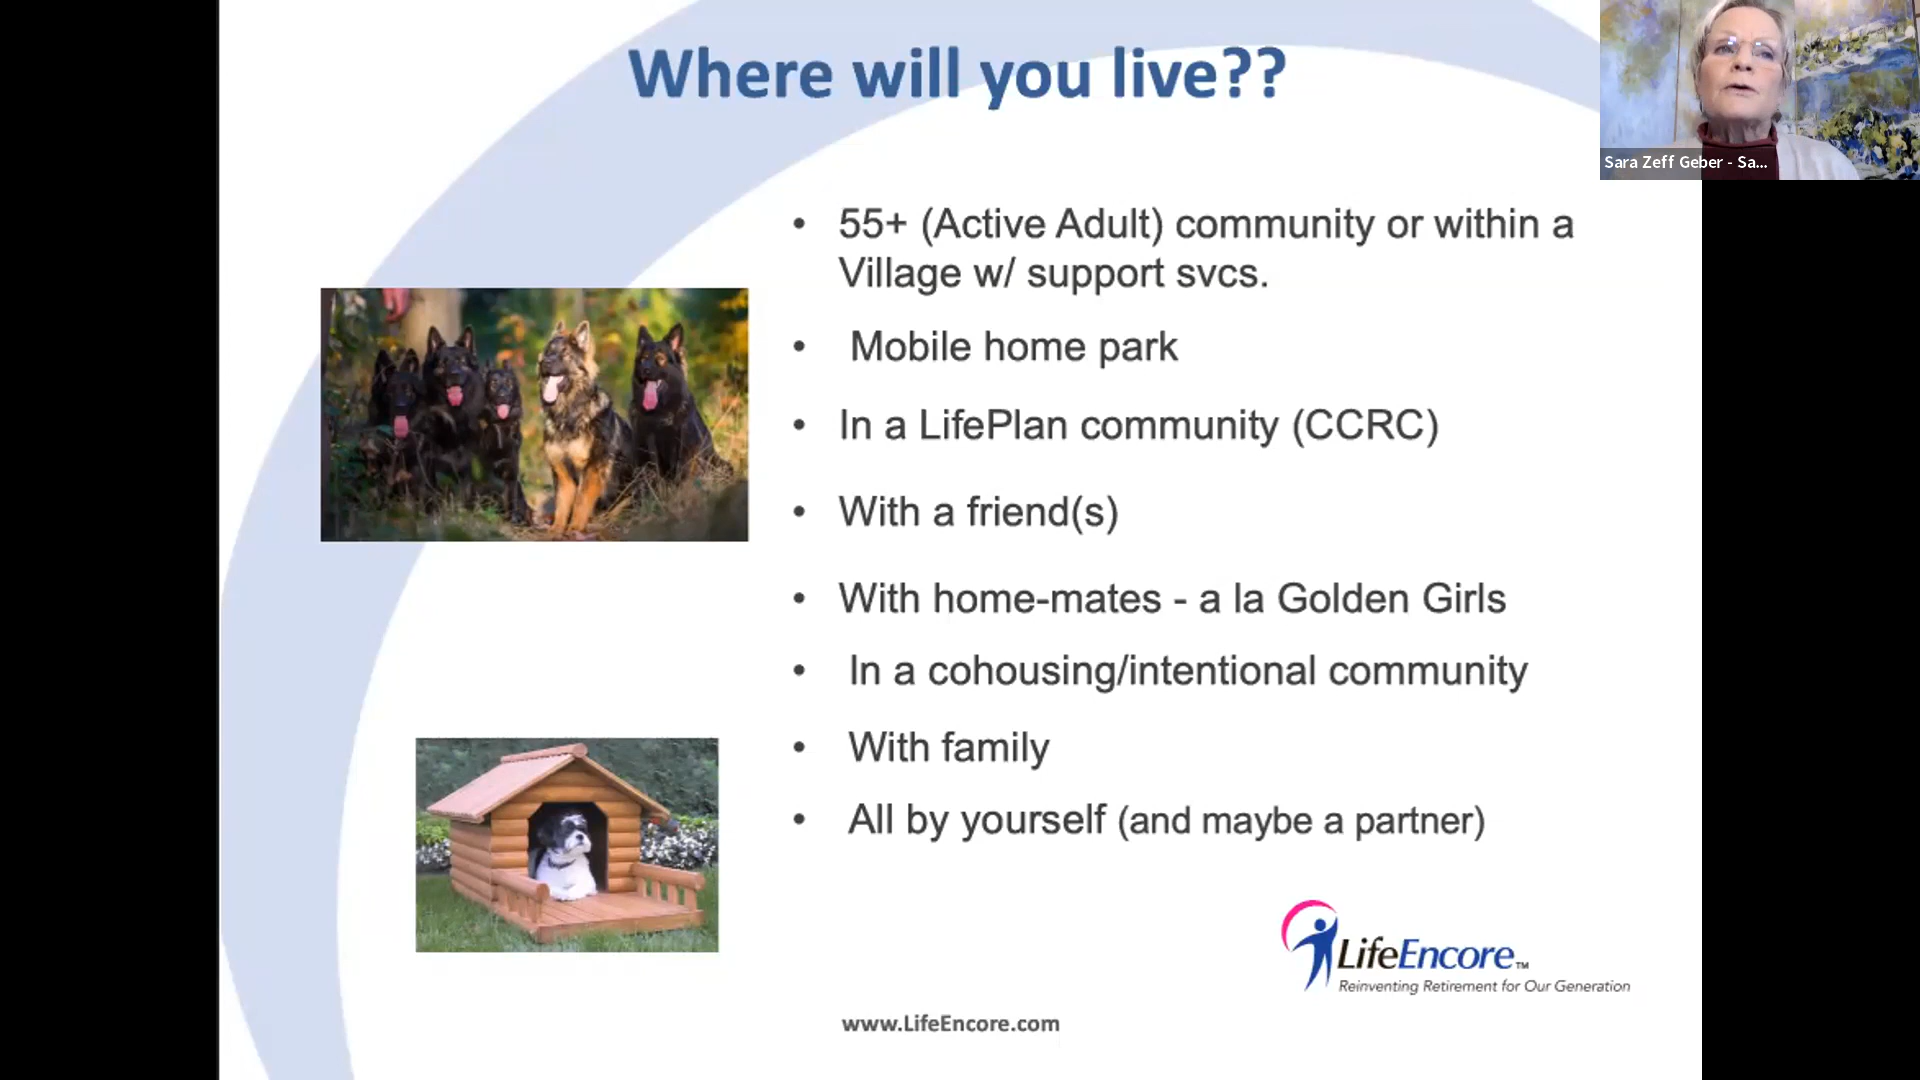 Where will you live??
Sara Zeff Geber - Sa...
• 55+ (Active Adult) community or within a
Village w/ support svcs.
• Mobile home park
• In a LifePlan community (CCRC)
• With a friend(s)
• With home-mates - a la Golden Girls
• In a cohousing/intentional community
• With family
• All by yourself (and maybe a partner)
LifeEncore™
Reinventing Retirement for Our Generation
www.LifeEncore.com